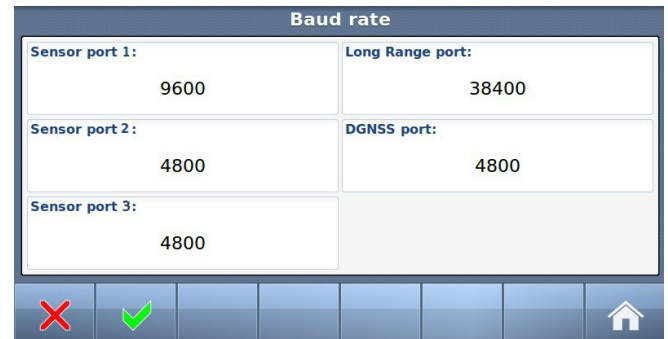 Baud rate
Sensor port 1:
9600
Long Range port:
38400
Sensor port 2:
4800
DGNSS port:
4800
Sensor port 3:
4800